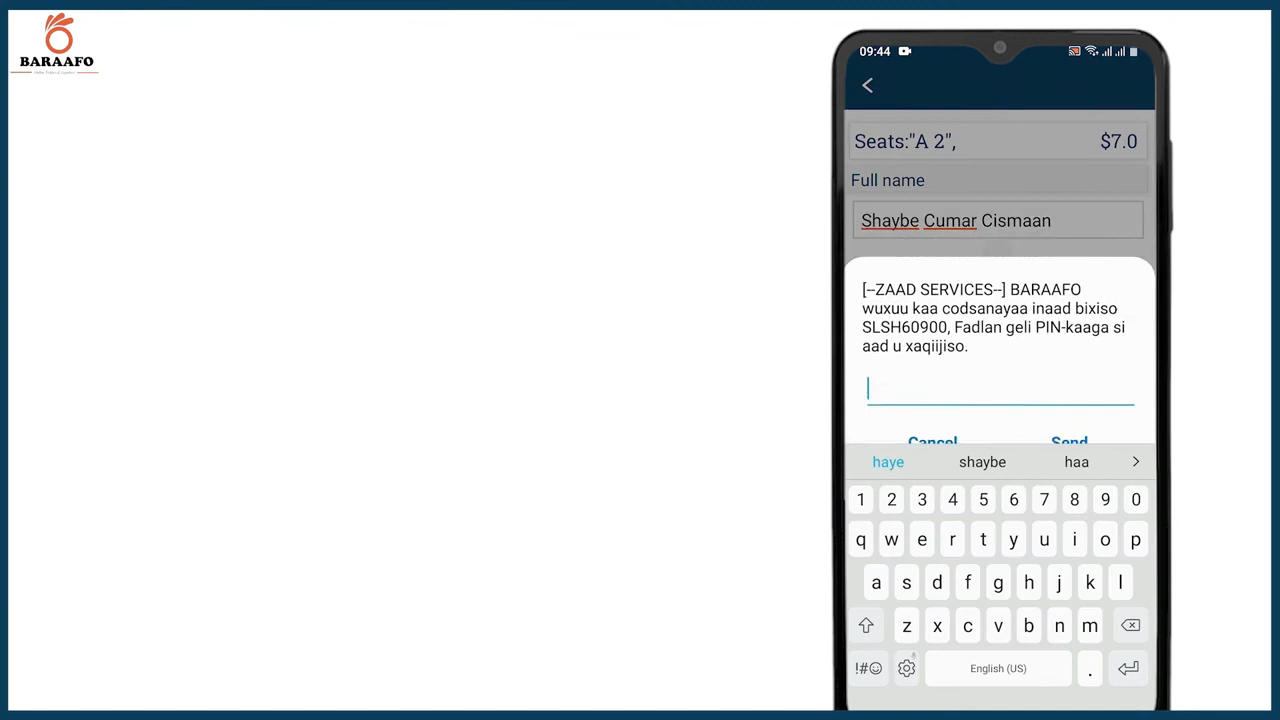 BARAAFO
09:44
Seats:"A 2", $7.0
Full name
Shaybe Cumar Cismaan
[--ZAAD SERVICES--] BARAAFO
wuxuu kaa codsanayaa inaad bixiso
SLSH60900, Fadlan geli PIN-kaaga si
aad u xaqiijiso.
Cancel Send
haye shaybe haa
1 2 3 4 5 6 7 8 9 0
q w e r t y u i o p
a s d f g h j k l
z x c v b n m
!#☺ English (US) .